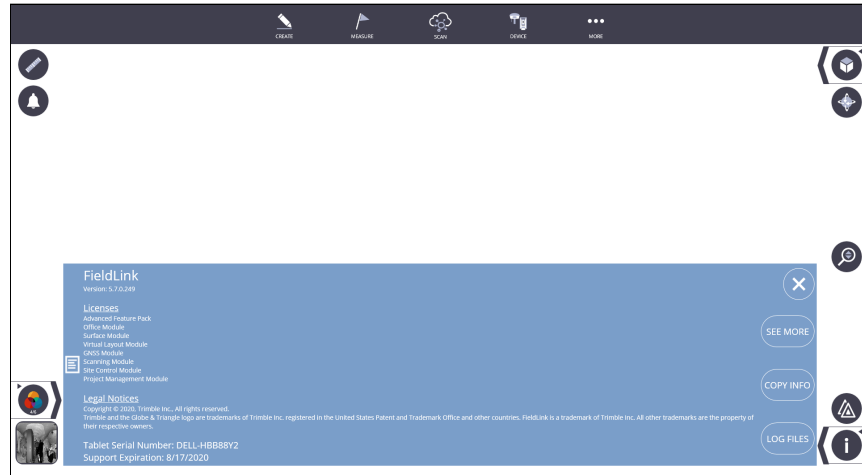 CREATE
MEASURE
SCAN
DEVICE
MORE
FieldLink
Version: 5.7.0.249
Licenses
Advanced Feature Pack
Office Module
Surface Module
Virtual Layout Module
GNSS Module
Scanning Module
Site Control Module
Project Management Module
Legal Notices
Copyright © 2020, Trimble Inc., All rights reserved.
Trimble and the Globe & Triangle logo are trademarks of Trimble Inc. registered in the United States Patent and Trademark Office and other countries. FieldLink is a trademark of Trimble Inc. All other trademarks are the property of
their respective owners.
Tablet Serial Number: DELL-HBB88Y2
Support Expiration: 8/17/2020
SEE MORE
COPY INFO
LOG FILES